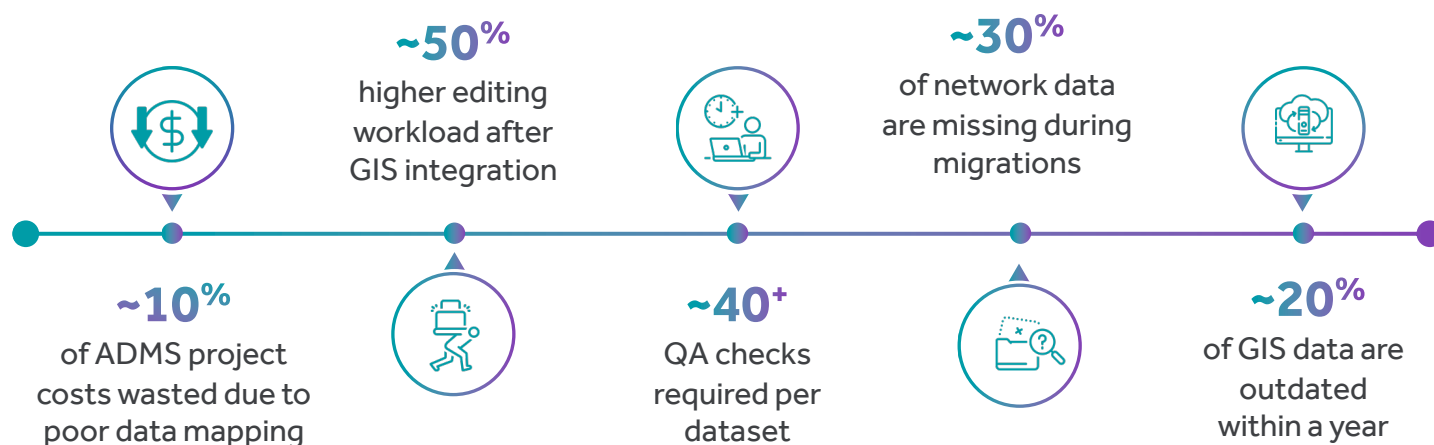 ~10%
of ADMS project
costs wasted due to
poor data mapping
~50%
higher editing
workload after
GIS integration
~40+
QA checks
required per
dataset
~30%
of network data
are missing during
migrations
~20%
of GIS data are
outdated
within a year